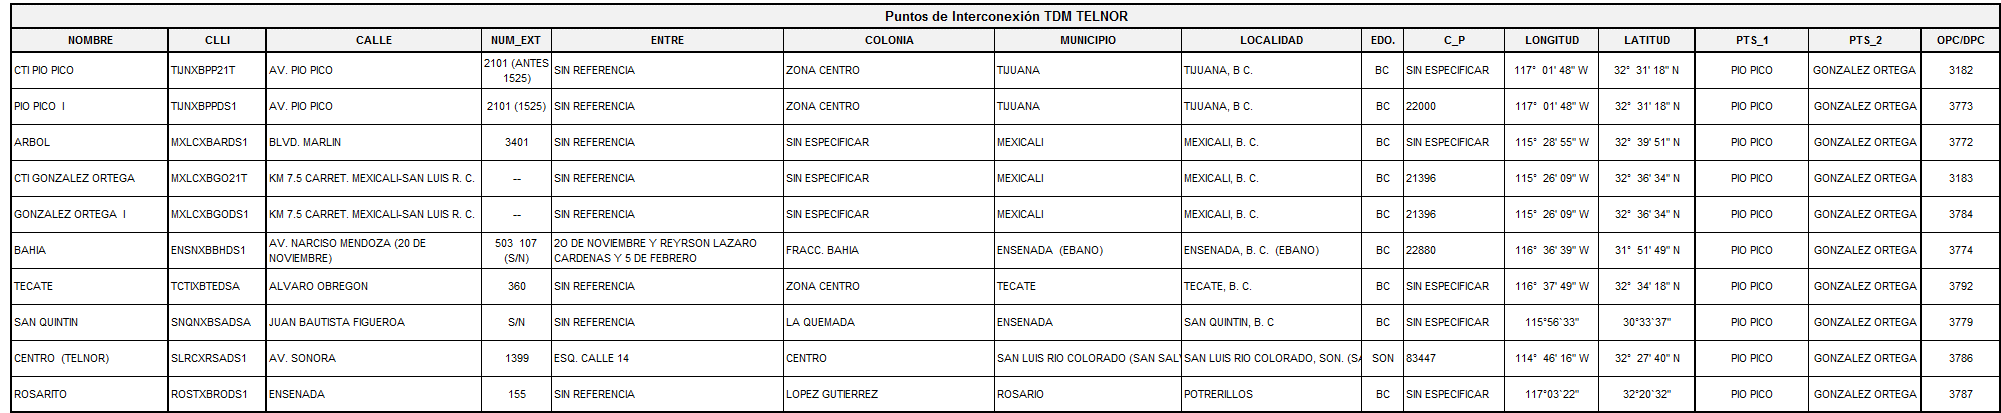 Puntos de Interconexión TDM TELNOR
NOMBRE CLLI CALLE NUM_EXT ENTRE COLONIA MUNICIPIO LOCALIDAD EDO. C_P LONGITUD LATITUD PTS_1 PTS_2 OPC/DPC
CTI PIO PICO TIJNXBPP21T AV. PIO PICO 2101 (ANTES 1525) SIN REFERENCIA ZONA CENTRO TIJUANA TIJUANA, B C. BC SIN ESPECIFICAR 117° 01' 48" W 32° 31' 18" N PIO PICO GONZALEZ ORTEGA 3182
PIO PICO I TIJNXBPPDS1 AV. PIO PICO 2101 (1525) SIN REFERENCIA ZONA CENTRO TIJUANA TIJUANA, B C. BC 22000 117° 01' 48" W 32° 31' 18" N PIO PICO GONZALEZ ORTEGA 3773
ARBOL MXLCXBARDS1 BLVD. MARLIN 3401 SIN REFERENCIA SIN ESPECIFICAR MEXICALI MEXICALI, B. C. BC SIN ESPECIFICAR 115° 28' 55" W 32° 39' 51" N PIO PICO GONZALEZ ORTEGA 3772
CTI GONZALEZ ORTEGA MXLCXBGO21T KM 7.5 CARRET. MEXICALI-SAN LUIS R. C. -- SIN REFERENCIA SIN ESPECIFICAR MEXICALI MEXICALI, B. C. BC 21396 115° 26' 09" W 32° 36' 34" N PIO PICO GONZALEZ ORTEGA 3183
GONZALEZ ORTEGA I MXLCXBGODS1 KM 7.5 CARRET. MEXICALI-SAN LUIS R. C. -- SIN REFERENCIA SIN ESPECIFICAR MEXICALI MEXICALI, B. C. BC 21396 115° 26' 09" W 32° 36' 34" N PIO PICO GONZALEZ ORTEGA 3784
BAHIA ENSNXBBHDS1 AV. NARCISO MENDOZA (20 DE NOVIEMBRE) 503 107 (S/N) 2O DE NOVIEMBRE Y REYRSON LAZARO CARDENAS Y 5 DE FEBRERO FRACC. BAHIA ENSENADA (EBANO) ENSENADA, B. C. (EBANO) BC 22880 116° 36' 39" W 31° 51' 49" N PIO PICO GONZALEZ ORTEGA 3774
TECATE TCTIXBTEDSA ALVARO OBREGON 360 SIN REFERENCIA ZONA CENTRO TECATE TECATE, B. C. BC SIN ESPECIFICAR 116° 37' 49" W 32° 34' 18" N PIO PICO GONZALEZ ORTEGA 3792
SAN QUINTIN SNQNXBSADSA JUAN BAUTISTA FIGUEROA S/N SIN REFERENCIA LA QUEMADA ENSENADA SAN QUINTIN, B. C BC SIN ESPECIFICAR 115°56`33" 30°33`37" PIO PICO GONZALEZ ORTEGA 3779
CENTRO (TELNOR) SLRCXRSADS1 AV. SONORA 1399 ESQ. CALLE 14 CENTRO SAN LUIS RIO COLORADO (SAN SAL SAN LUIS RIO COLORADO, SON. (SA SON 83447 114° 46' 16" W 32° 27' 40" N PIO PICO GONZALEZ ORTEGA 3786
ROSARITO ROSTXBRODS1 ENSENADA 155 SIN REFERENCIA LOPEZ GUTIERREZ ROSARIO POTRERILLOS BC SIN ESPECIFICAR 117°03`22" 32°20`32" PIO PICO GONZALEZ ORTEGA 3787